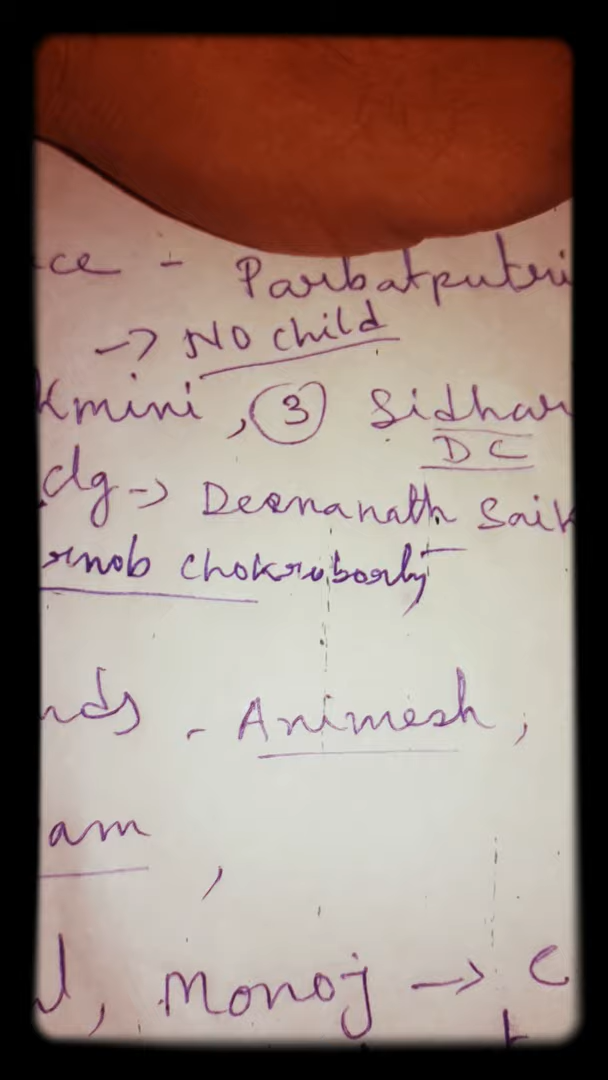 ce - Parbatputri
-> No child
kmini, ③ Sidhar
DC
dg -> Deenanath Saik
rnob Chokroborty
nds - Animesh,
am ,
l, Monoj -> C